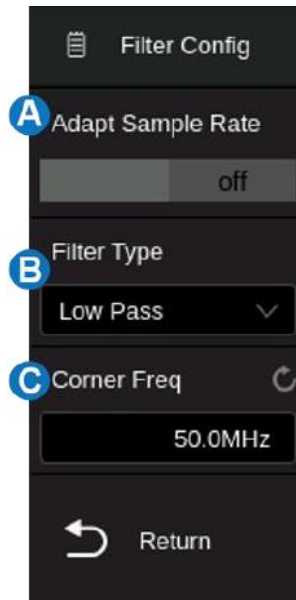 Filter Config
A Adapt Sample Rate
off
B Filter Type
Low Pass
C Corner Freq
50.0MHz
Return